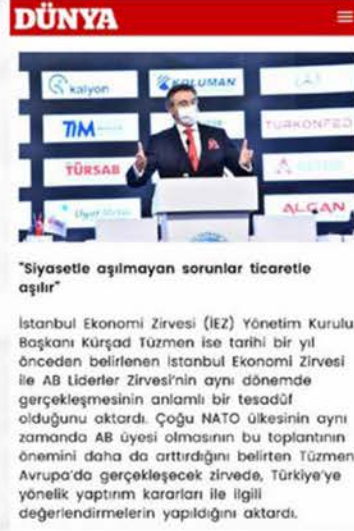 DÜNYA
kalyon
KOLUMAN
TİM
TURKONFED
TÜRSAB
ALGAN
"Siyasetle aşılmayan sorunlar ticaretle
aşılır"
İstanbul Ekonomi Zirvesi (İEZ) Yönetim Kurulu
Başkanı Kürşad Tüzmen ise tarihi bir yıl
önceden belirlenen İstanbul Ekonomi Zirvesi
ile AB Liderler Zirvesi'nin aynı dönemde
gerçekleşmesinin anlamlı bir tesadüf
olduğunu aktardı. Çoğu NATO ülkesinin aynı
zamanda AB üyesi olmasının bu toplantının
önemini daha da arttırdığını belirten Tüzmen
Avrupa'da gerçekleşecek zirvede, Türkiye'ye
yönelik yaptırım kararları ile ilgili
değerlendirmelerin yapıldığını aktardı.